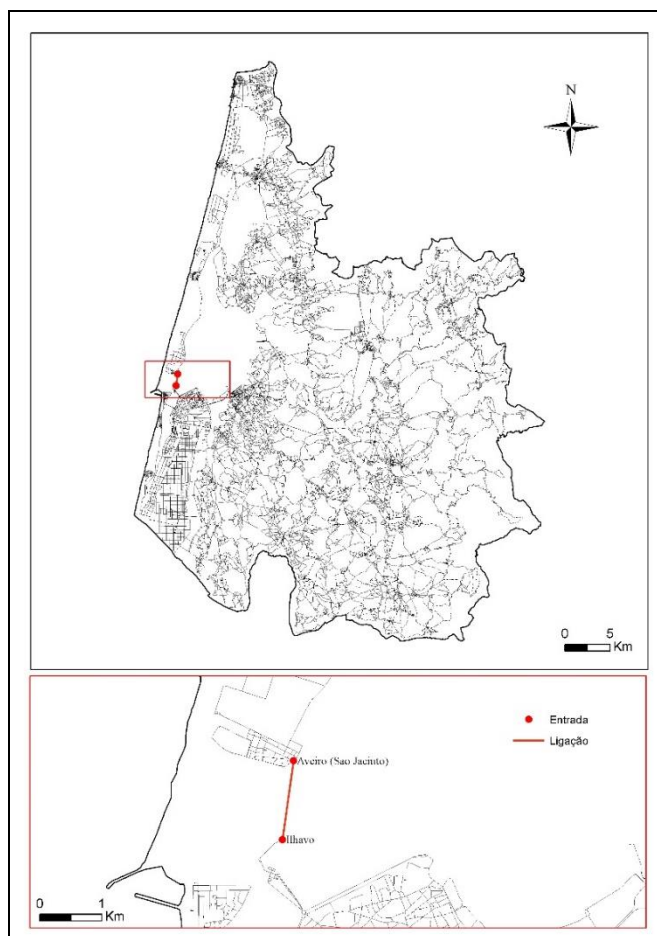 N
0 5
Km
Entrada
Ligação
Aveiro (Sao Jacinto)
Ilhavo
0 1
Km